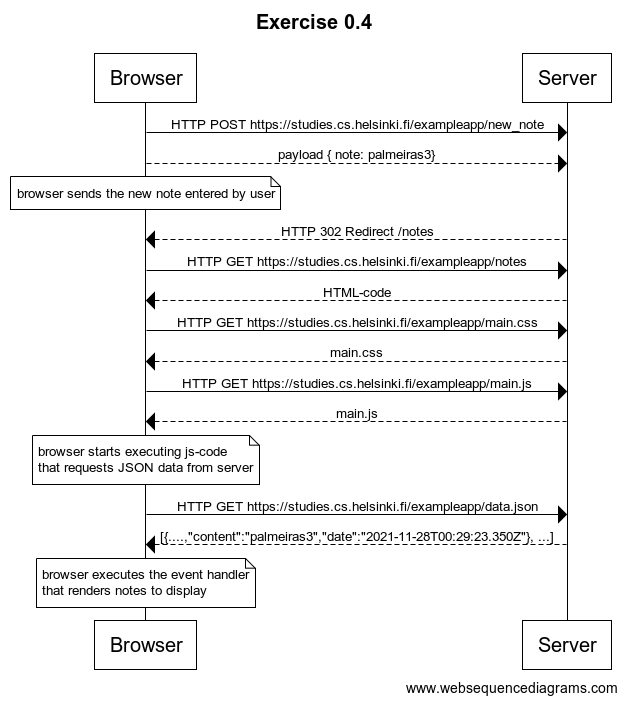 Exercise 0.4
Browser
Server
HTTP POST https://studies.cs.helsinki.fi/exampleapp/new_note
payload { note: palmeiras3}
browser sends the new note entered by user
HTTP 302 Redirect /notes
HTTP GET https://studies.cs.helsinki.fi/exampleapp/notes
HTML-code
HTTP GET https://studies.cs.helsinki.fi/exampleapp/main.css
main.css
HTTP GET https://studies.cs.helsinki.fi/exampleapp/main.js
main.js
browser starts executing js-code
that requests JSON data from server
HTTP GET https://studies.cs.helsinki.fi/exampleapp/data.json
[{....,"content":"palmeiras3","date":"2021-11-28T00:29:23.350Z"}, ...]
browser executes the event handler
that renders notes to display
Browser
Server
www.websequencediagrams.com